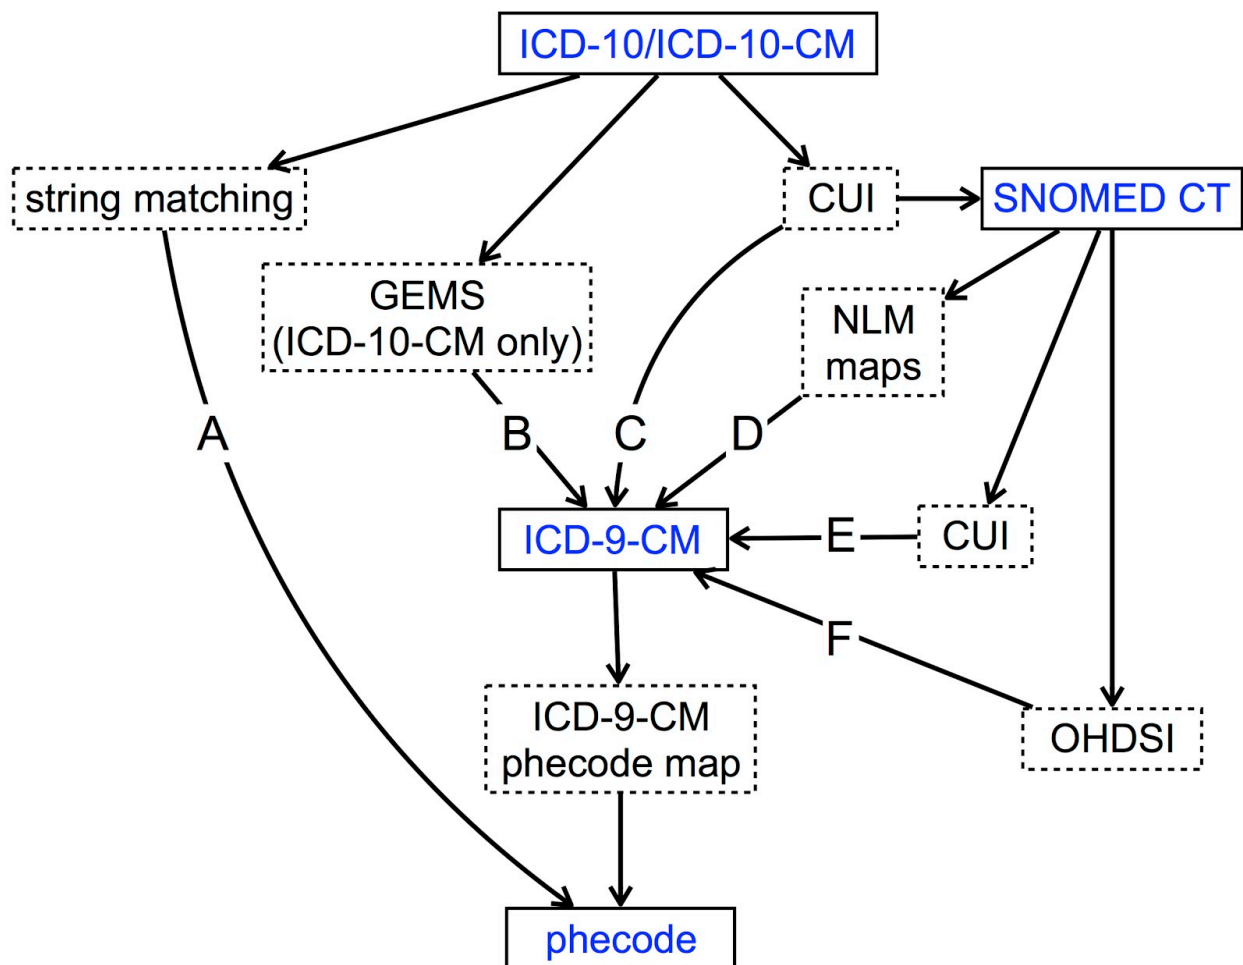 ICD-10/ICD-10-CM
string matching
CUI
SNOMED CT
GEMS
(ICD-10-CM only)
NLM
maps
A
B
C
D
ICD-9-CM
E
CUI
F
ICD-9-CM
phecode map
OHDSI
phecode